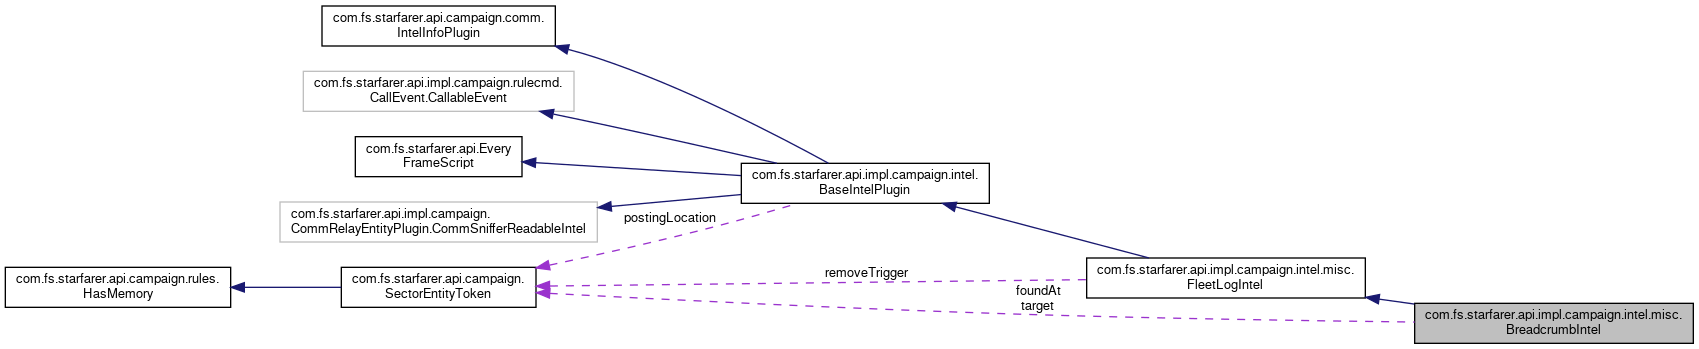 com.fs.starfarer.api.campaign.comm.
IntelInfoPlugin
com.fs.starfarer.api.impl.campaign.rulecmd.
CallEvent.CallableEvent
com.fs.starfarer.api.Every
FrameScript
com.fs.starfarer.api.impl.campaign.intel.
BaseIntelPlugin
com.fs.starfarer.api.impl.campaign.
CommRelayEntityPlugin.CommSnifferReadableIntel
postingLocation
com.fs.starfarer.api.campaign.rules.
HasMemory
com.fs.starfarer.api.campaign.
SectorEntityToken
removeTrigger
foundAt
target
com.fs.starfarer.api.impl.campaign.intel.misc.
FleetLogIntel
com.fs.starfarer.api.impl.campaign.intel.misc.
BreadcrumbIntel